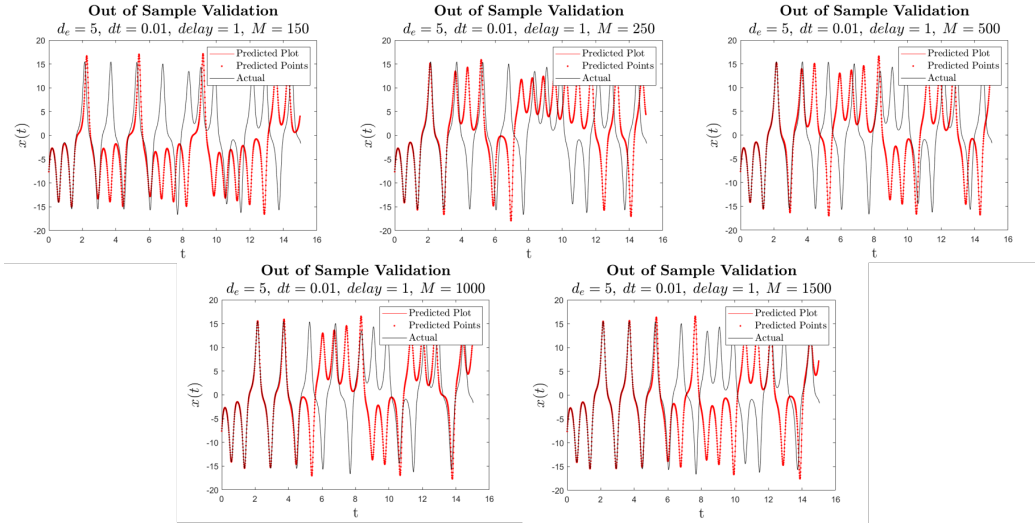 Out of Sample Validation
d_e = 5, dt = 0.01, delay = 1, M = 150
20
15
10
5
0
-5
-10
-15
-20
x(t)
0 2 4 6 8 10 12 14 16
t
Predicted Plot
Predicted Points
Actual
Out of Sample Validation
d_e = 5, dt = 0.01, delay = 1, M = 250
20
15
10
5
0
-5
-10
-15
-20
x(t)
0 2 4 6 8 10 12 14 16
t
Predicted Plot
Predicted Points
Actual
Out of Sample Validation
d_e = 5, dt = 0.01, delay = 1, M = 500
20
15
10
5
0
-5
-10
-15
-20
x(t)
0 2 4 6 8 10 12 14 16
t
Predicted Plot
Predicted Points
Actual
Out of Sample Validation
d_e = 5, dt = 0.01, delay = 1, M = 1000
20
15
10
5
0
-5
-10
-15
-20
x(t)
0 2 4 6 8 10 12 14 16
t
Predicted Plot
Predicted Points
Actual
Out of Sample Validation
d_e = 5, dt = 0.01, delay = 1, M = 1500
20
15
10
5
0
-5
-10
-15
-20
x(t)
0 2 4 6 8 10 12 14 16
t
Predicted Plot
Predicted Points
Actual